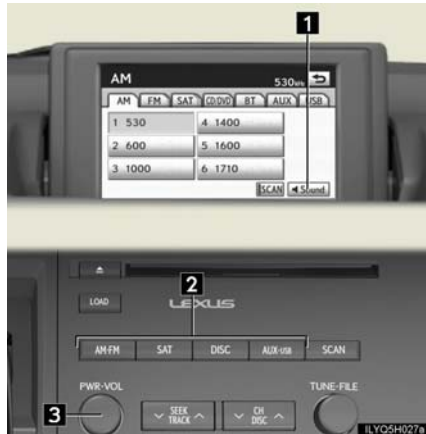 1
AM
530kHz
AM FM SAT CD/DVD BT AUX USB
1 530 4 1400
2 600 5 1600
3 1000 6 1710
SCAN Sound
2
LOAD LEXUS
AM·FM SAT DISC AUX·USB SCAN
PWR·VOL TUNE·FILE
3 SEEK TRACK CH DISC
ILYO5H027a